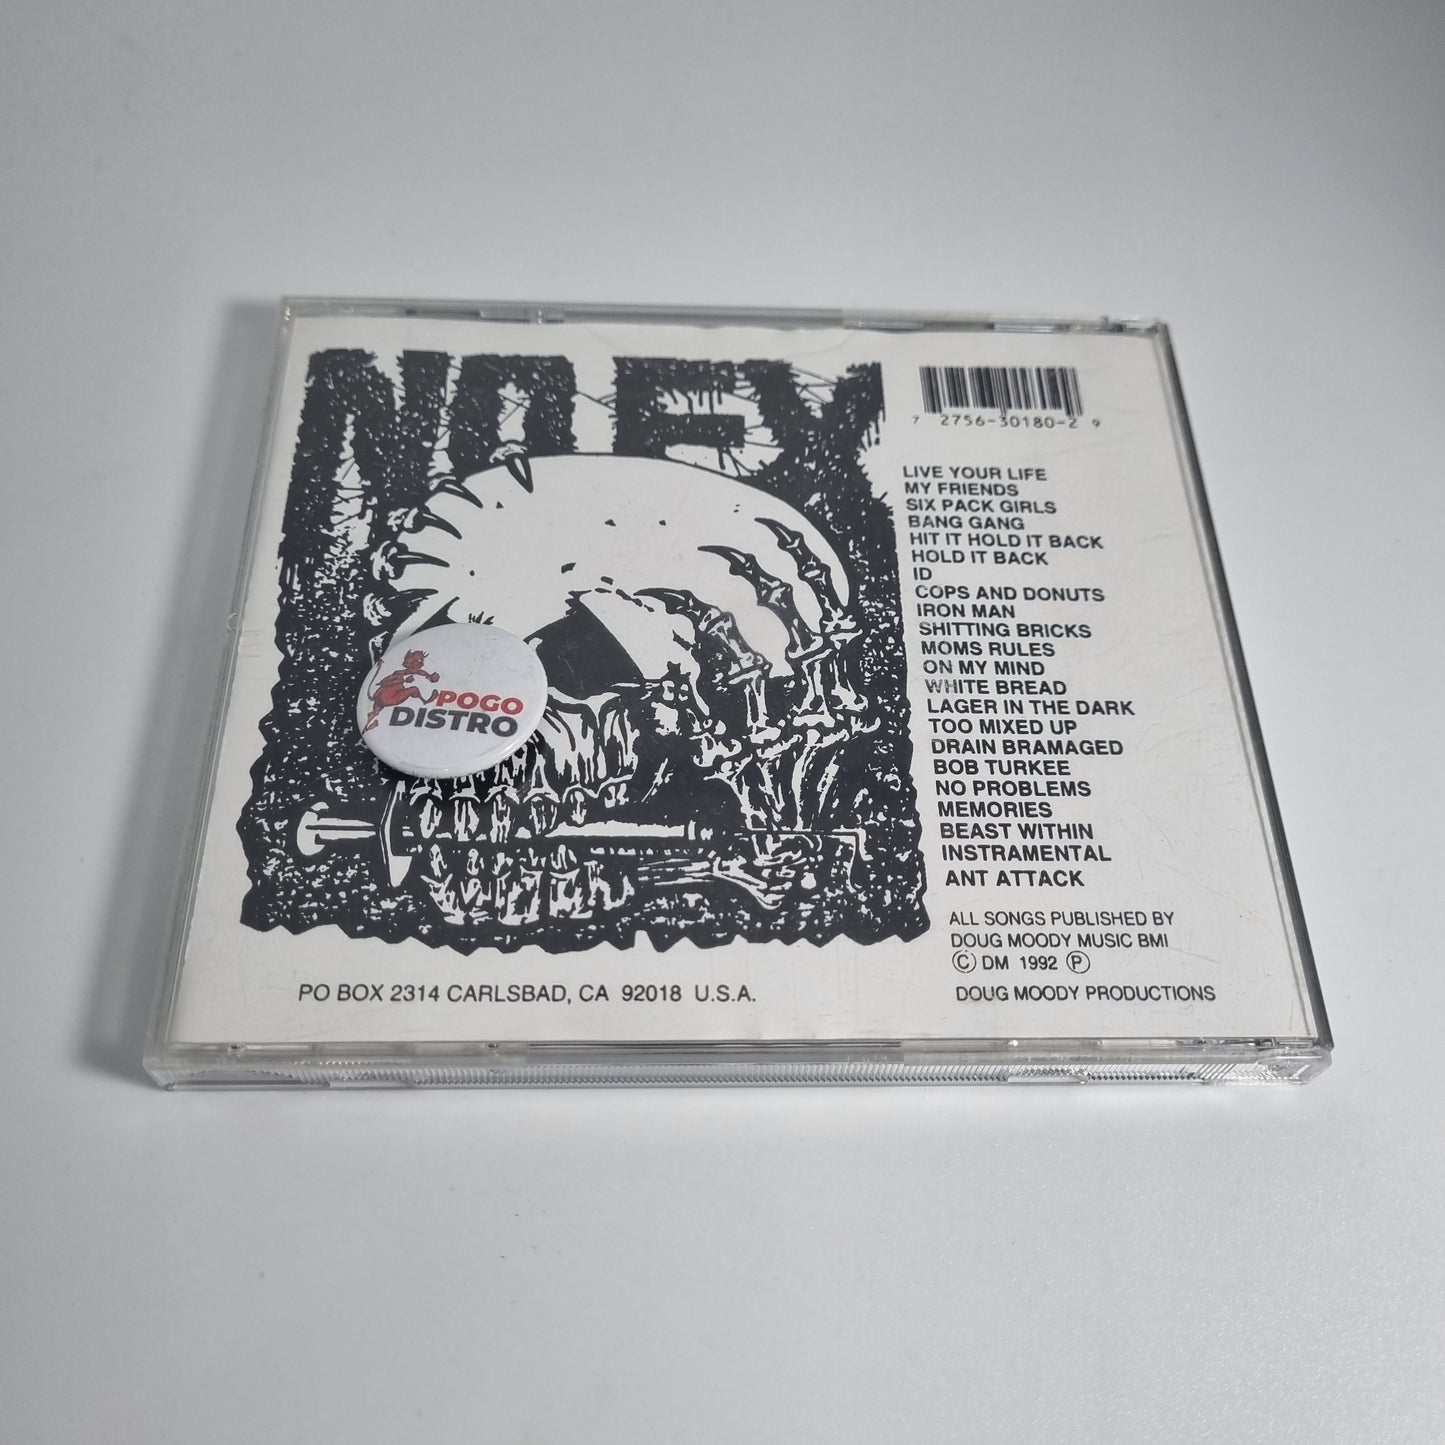 NOFX
7 2756-30180-2 9
LIVE YOUR LIFE
MY FRIENDS
SIX PACK GIRLS
BANG GANG
HIT IT HOLD IT BACK
HOLD IT BACK
ID
COPS AND DONUTS
IRON MAN
SHITTING BRICKS
MOMS RULES
ON MY MIND
WHITE BREAD
LAGER IN THE DARK
TOO MIXED UP
DRAIN BRAMAGED
BOB TURKEE
NO PROBLEMS
MEMORIES
BEAST WITHIN
INSTRAMENTAL
ANT ATTACK
ALL SONGS PUBLISHED BY
DOUG MOODY MUSIC BMI
Ⓒ DM 1992 Ⓟ
DOUG MOODY PRODUCTIONS
PO BOX 2314 CARLSBAD, CA 92018 U.S.A.
POGO
DISTRO